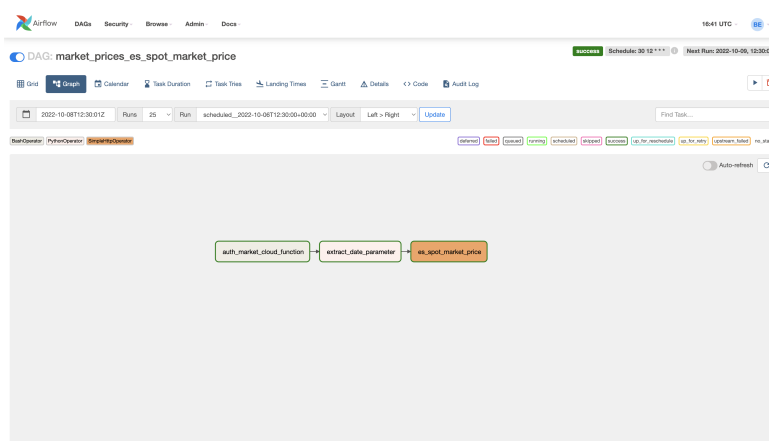 Airflow DAGs Security Browse Admin Docs 16:41 UTC BE
DAG: market_prices_es_spot_market_price success Schedule: 30 12 * * * Next Run: 2022-10-09, 12:30:0
Grid Graph Calendar Task Duration Task Tries Landing Times Gantt Details <> Code Audit Log
2022-10-08T12:30:01Z Runs 25 Run scheduled__2022-10-06T12:30:00+00:00 Layout Left > Right Update Find Task...
BashOperator PythonOperator SimpleHttpOperator deferred failed queued running scheduled skipped success up_for_reschedule up_for_retry upstream_failed no_sta
Auto-refresh
auth_market_cloud_function extract_date_parameter es_spot_market_price